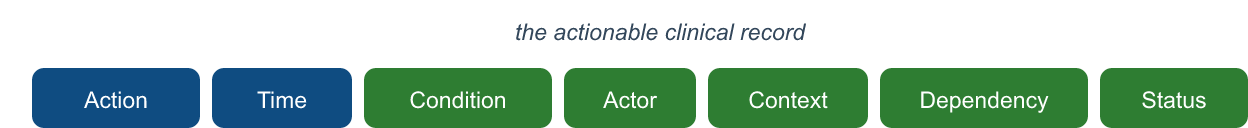 the actionable clinical record
Action Time Condition Actor Context Dependency Status